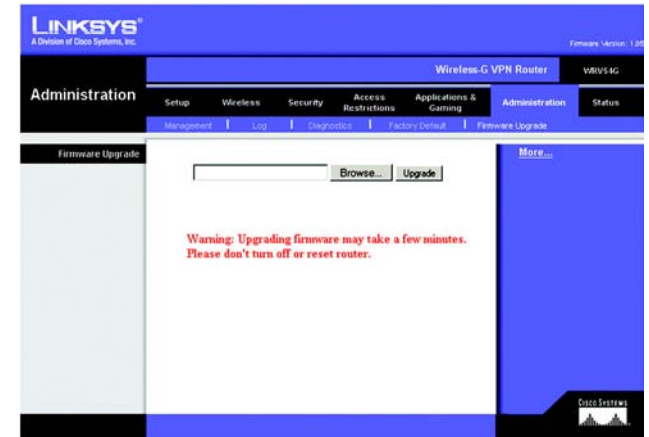 LINKSYS®
A Division of Cisco Systems, Inc.
Firmware Version: 1.0
Wireless-G VPN Router WRV54G
Administration
Setup Wireless Security Access Restrictions Applications & Gaming Administration Status
Management Log Diagnostics Factory Default Firmware Upgrade
Firmware Upgrade
Browse... Upgrade
More...
Warning: Upgrading firmware may take a few minutes.
Please don't turn off or reset router.
CISCO SYSTEMS